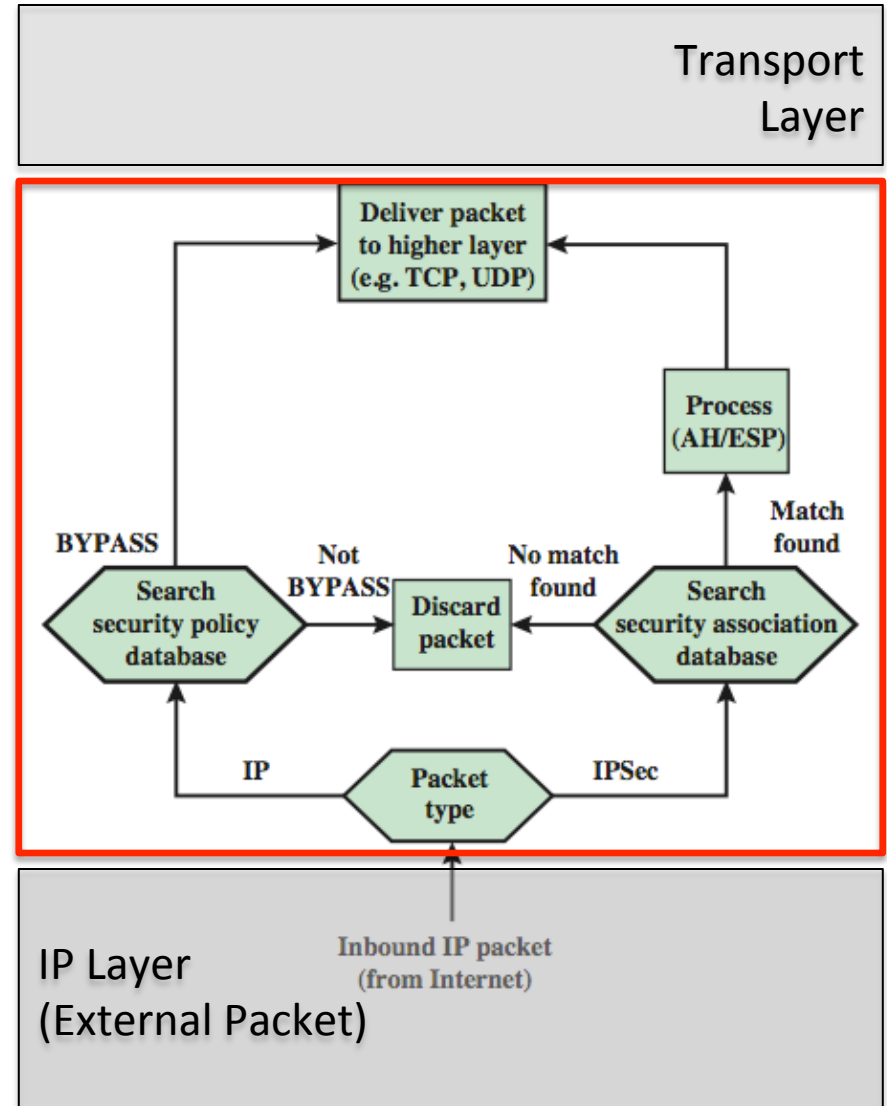 Transport
Layer
Deliver packet
to higher layer
(e.g. TCP, UDP)
Process
(AH/ESP)
BYPASS
Not
BYPASS
No match
found
Match
found
Search
security policy
database
Discard
packet
Search
security association
database
IP
Packet
type
IPSec
Inbound IP packet
(from Internet)
IP Layer
(External Packet)